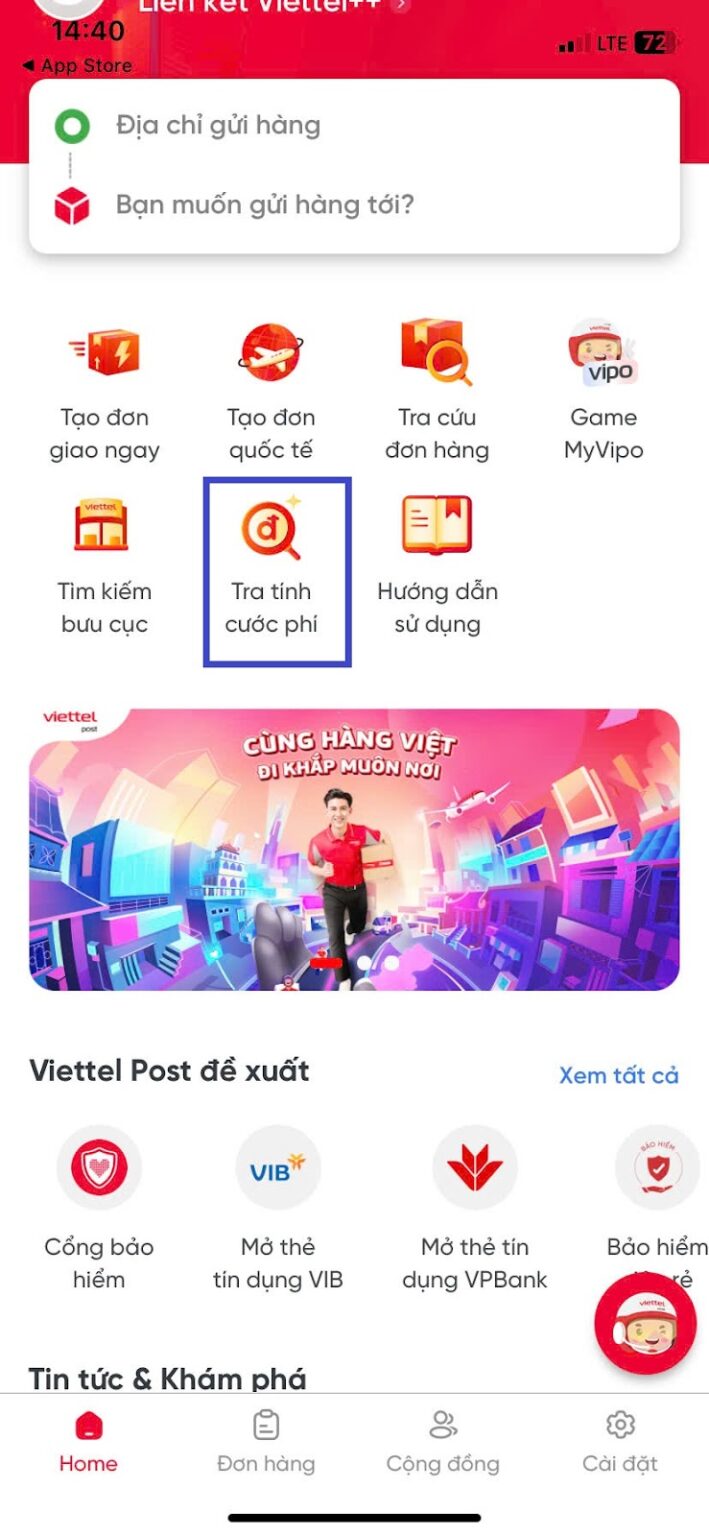 Liên kết Viettel++
14:40
LTE 72
App Store
Địa chỉ gửi hàng
Bạn muốn gửi hàng tới?
Tạo đơn
giao ngay
Tạo đơn
quốc tế
Tra cứu
đơn hàng
vipo
Game
MyVipo
viettel
Tìm kiếm
bưu cục
đ
Tra tính
cước phí
Hướng dẫn
sử dụng
viettel
post
CÙNG HÀNG VIỆT
ĐI KHẮP MUÔN NƠI
Viettel Post đề xuất
Xem tất cả
Cổng bảo
hiểm
VIB
Mở thẻ
tín dụng VIB
Mở thẻ tín
dụng VPBank
BẢO HIỂM
Bảo hiểm
rẻ
viettel
Tin tức & Khám phá
Home
Đơn hàng
Cộng đồng
Cài đặt